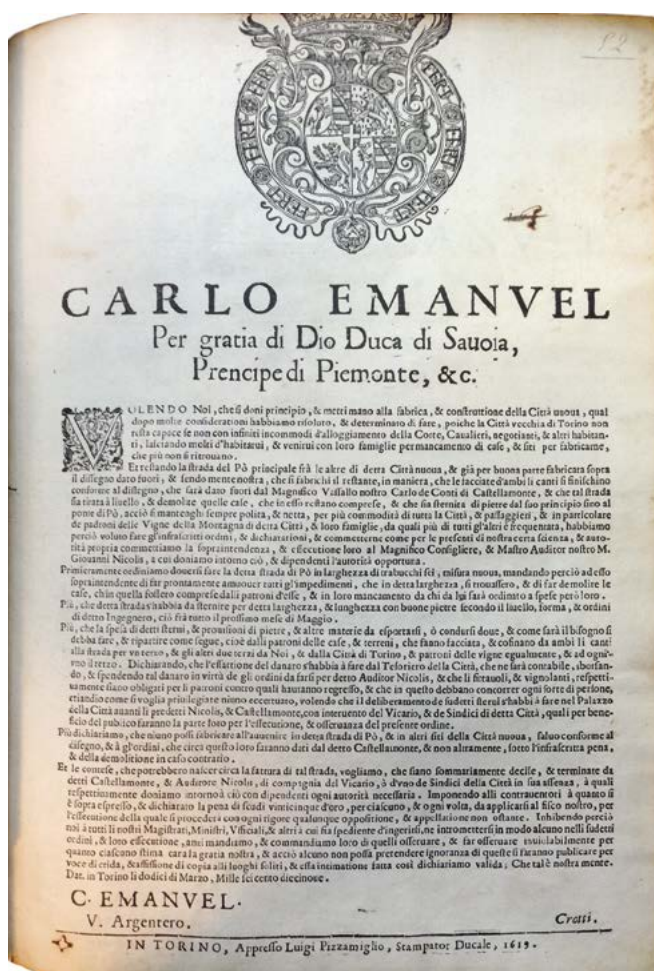 52
FERT FERT FERT FERT
FERT FERT FERT
CARLO EMANVEL
Per gratia di Dio Duca di Sauoia,
Prencipe di Piemonte, &c.
VOLENDO Noi, che si doni principio, & metti mano alla fabrica, & construttione della Città nuoua, qual
dopo molte considerationi habbiamo risoluto, & determinato di fare, poiche la Città vecchia di Torino non
resta capace se non con infiniti incommodi d'alloggiamento della Corte, Caualieri, negotianti, & altri habitan-
ti, lasciando molti d'habitarui, & venirui con loro famiglie per mancamento di case, & siti per fabricarne,
che più non si ritrouano.
Et restando la strada del Pò principale frà le altre di detta Città nuoua, & già per buona parte fabricata sopra
il dissegno dato fuori, & sendo mente nostra, che si fabrichi il restante, in maniera, che le facciate d'ambi li canti si finischino
conforme al dissegno, che sarà dato fuori dal Magnifico Vassallo nostro Carlo de Conti di Castellamonte, & che tal strada
sia tirata à liuello, & demolite quelle case, che in esso restano comprese, & che sia sternita di pietre dal suo principio sino al
ponte di Pò, acciò si mantenghi sempre polita, & netta, per più commodità di tutta la Città, & passaggieri, & in particolare
de padroni delle Vigne della Montagna di detta Città, & loro famiglie, da quali più di tutti gl'altri è frequentata, habbiamo
perciò voluto fare gl'infrascritti ordini, & dichiarationi, & commetterne come per le presenti di nostra certa scienza, & auto-
rità propria commettiamo la sopraintendenza, & essecutione loro al Magnifico Consigliere, & Mastro Auditor nostro M.
Giouanni Nicolis, a cui doniamo intorno ciò, & dipendenti l'autorità opportuna.
Primieramente ordiniamo douersi fare la detta strada di Pò in larghezza di trabucchi sei, misura nuoua, mandando perciò ad esso
sopraintendente di far prontamente amouer tutti gl'impedimenti, che in detta larghezza, si trouassero, & di far demolire le
case, ch'in quella fossero comprese dalli patroni d'esse, & in loro mancamento da chi da lui sarà ordinato a spese però loro.
Più, che detta strada s'habbia da sternire per detta larghezza, & lunghezza con buone pietre secondo il liuello, forma, & ordini
di detto Ingegnero, ciò frà tutto il prossimo mese di Maggio.
Più, che la spesa di detti sterni, & prouisioni di pietre, & altre materie da esportarsi, ò condursi doue, & come sarà il bisogno si
debba fare, & ripartire come segue, cioè dalli patroni delle case, & terreni, che fanno facciata, & cofinano da ambi li canti
alla strada per vn terzo, & gli altri due terzi da Noi, & dalla Città di Torino, & patroni delle vigne egualmente, & ad ogn'-
vno il terzo. Dichiarando, che l'essattione del danaro s'habbia à fare dal Tesoriero della Città, che ne sarà contabile, sborsan-
do, & spendendo tal danaro in virtù de gli ordini da farsi per detto Auditor Nicolis, & che li fittauoli, & vignolanti, respetti-
uamente siano obligati per li patroni contro quali hauranno regresso, & che in questo debbano concorrer ogni sorte di persone,
etiandio come si voglia priuilegiate niuno eccettuato, volendo che il deliberamento de sudetti sterni s'habbi à fare nel Palazzo
della Città auanti li predetti Nicolis, & Castellamonte, con interuento del Vicario, & de Sindici di detta Città, quali per bene-
ficio del publico faranno la parte loro per l'essecutione, & osseruanza del presente ordine.
Più dichiariamo, che niuno possi fabricare all'auuenire in detta strada di Pò, & in altri siti della Città nuoua, saluo conforme al
disegno, & à gl'ordini, che circa questo loro saranno dati dal detto Castellamonte, & non altramente, sotto l'infrascritta pena,
& della demolitione in caso contrario.
Et le contese, che potrebbero nascer circa la fattura di tal strada, vogliamo, che siano sommariamente decise, & terminate da
detti Castellamonte, & Auditore Nicolis, di compagnia del Vicario, ò d'vno de Sindici della Città in sua assenza, à quali
respettiuamente doniamo intorno à ciò con dipendenti ogni autorità necessaria. Imponendo alli contrauentori à quanto si
è sopra espresso, & dichiarato la pena di scudi vinticinque d'oro, per ciascuno, & ogni volta, da applicarsi al fisco nostro, per
l'essecutione della quale si procederà con ogni rigore qualunque oppositione, & appellatione non ostante. Inhibendo perciò
noi à tutti li nostri Magistrati, Ministri, Vfficiali, & altri à cui sia spediente d'ingerirsi, ne intrometersi in modo alcuno nelli sudetti
ordini, & loro essecutione, anzi mandiamo, & commandiamo loro di quelli osseruare, & far osseruare inuiolabilmente per
quanto ciascuno stima cara la gratia nostra, & acciò alcuno non possa pretendere ignoranza di queste si faranno publicare per
voce di crida, & affissione di copia alli luoghi soliti, & essa intimatione fatta così dichiariamo valida; Che tal è nostra mente.
Dat. in Torino li dodici di Marzo, Mille sei cento diecinoue.
C. EMANVEL.
V. Argentero.
Crotti.
IN TORINO, Appresso Luigi Pizzamiglio, Stampator Ducale, 1619.